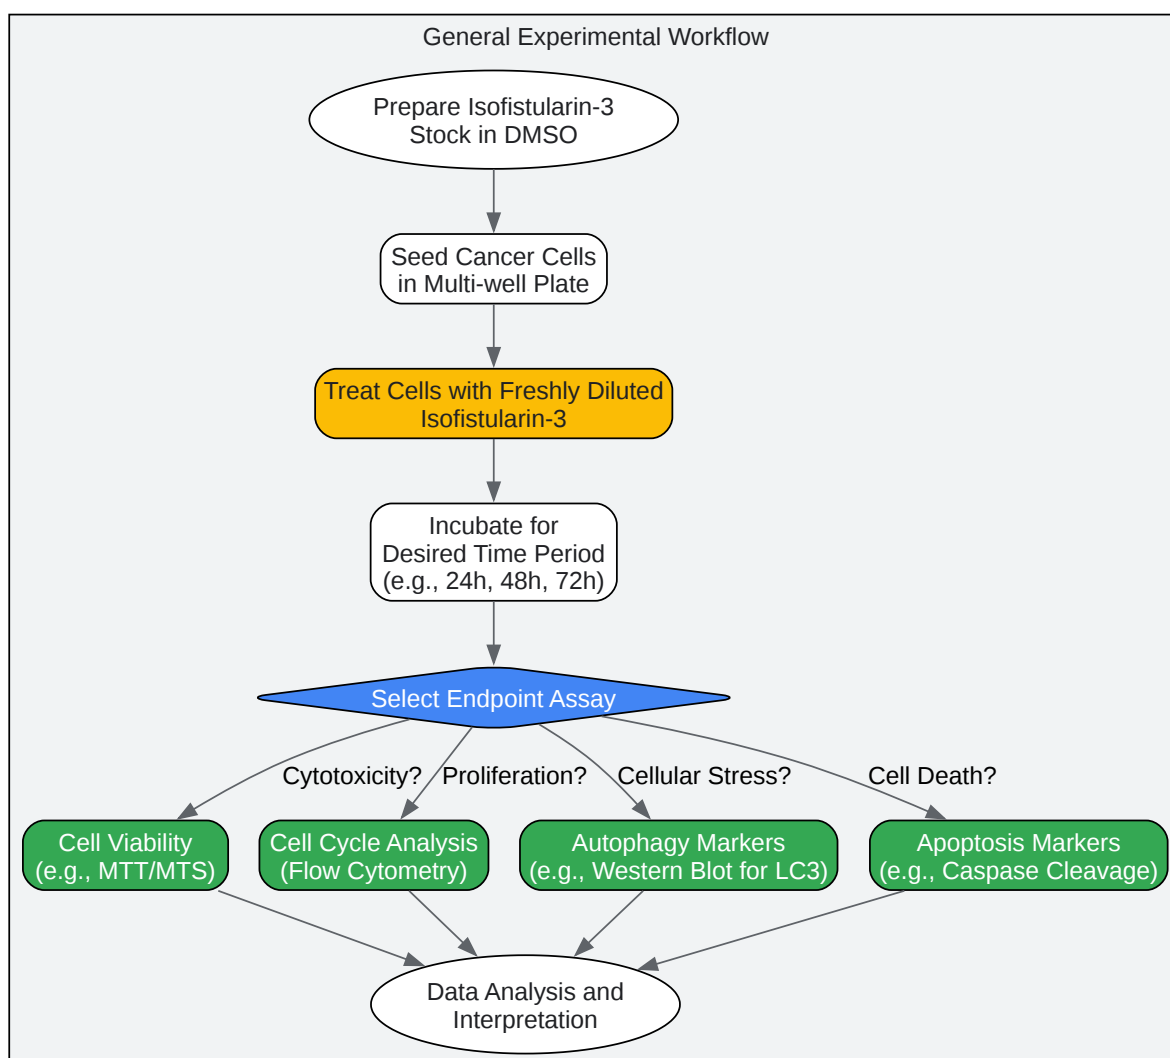 General Experimental Workflow
Prepare Isofistularin-3
Stock in DMSO
Seed Cancer Cells
in Multi-well Plate
Treat Cells with Freshly Diluted
Isofistularin-3
Incubate for
Desired Time Period
(e.g., 24h, 48h, 72h)
Select Endpoint Assay
Cytotoxicity?
Proliferation?
Cellular Stress?
Cell Death?
Cell Viability
(e.g., MTT/MTS)
Cell Cycle Analysis
(Flow Cytometry)
Autophagy Markers
(e.g., Western Blot for LC3)
Apoptosis Markers
(e.g., Caspase Cleavage)
Data Analysis and
Interpretation